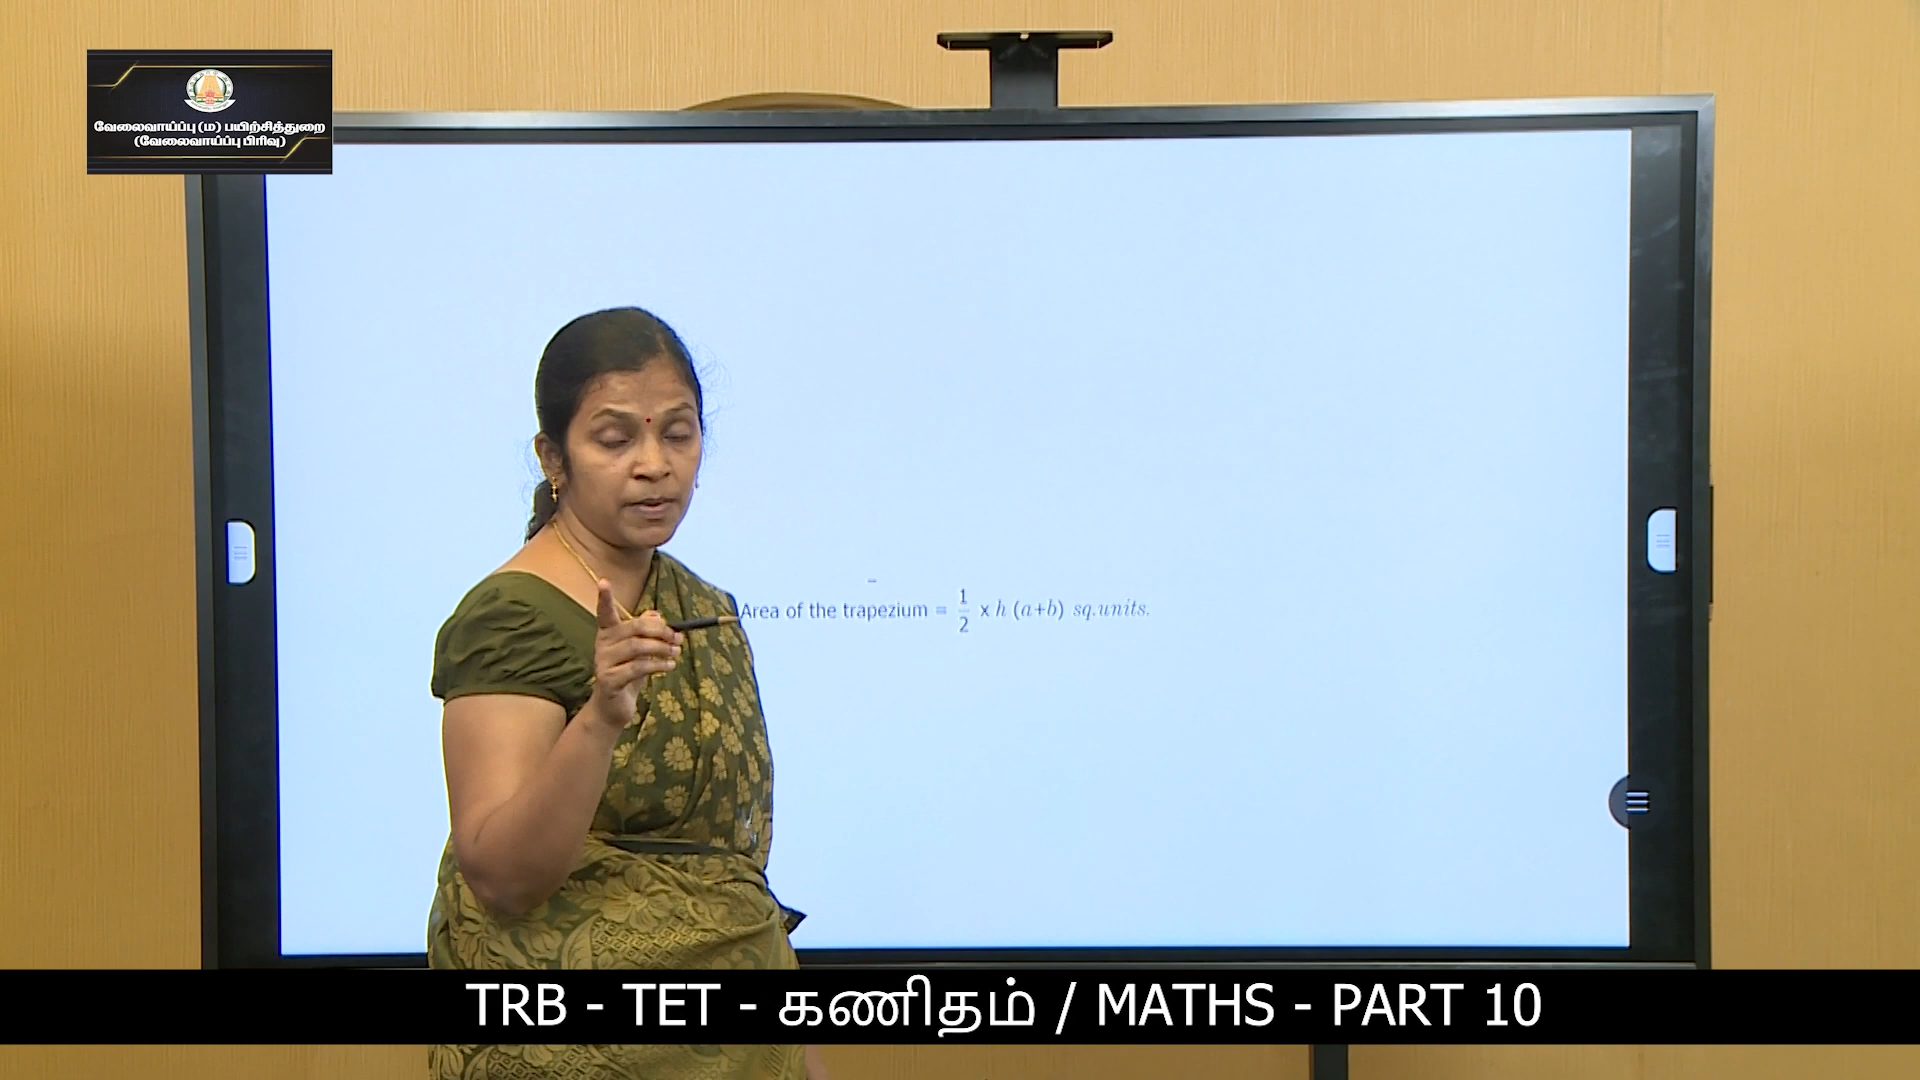 வேலைவாய்ப்பு (ம) பயிற்சித்துறை
(வேலைவாய்ப்பு பிரிவு)
Area of the trapezium = 1/2 x h (a+b) sq.units.
TRB - TET - கணிதம் / MATHS - PART 10